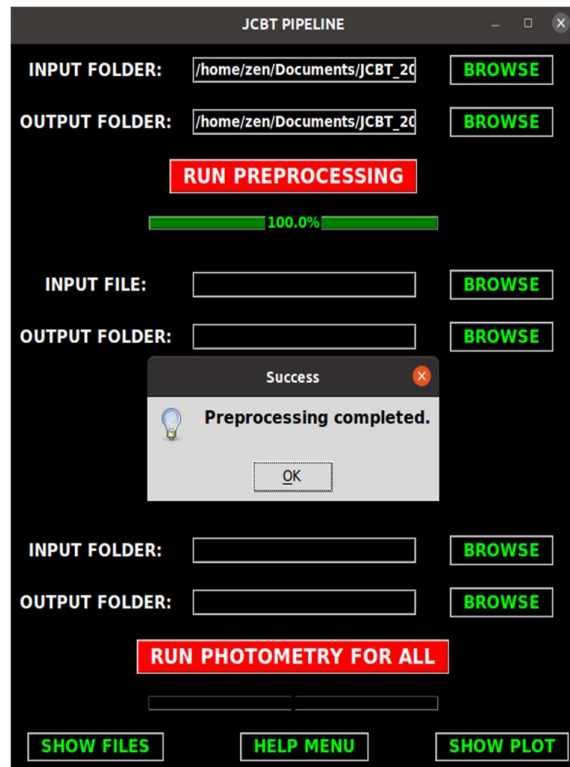 JCBT PIPELINE
INPUT FOLDER: /home/zen/Documents/JCBT_20 BROWSE
OUTPUT FOLDER: /home/zen/Documents/JCBT_20 BROWSE
RUN PREPROCESSING
100.0%
INPUT FILE: BROWSE
OUTPUT FOLDER: BROWSE
Success
Preprocessing completed.
OK
INPUT FOLDER: BROWSE
OUTPUT FOLDER: BROWSE
RUN PHOTOMETRY FOR ALL
SHOW FILES HELP MENU SHOW PLOT